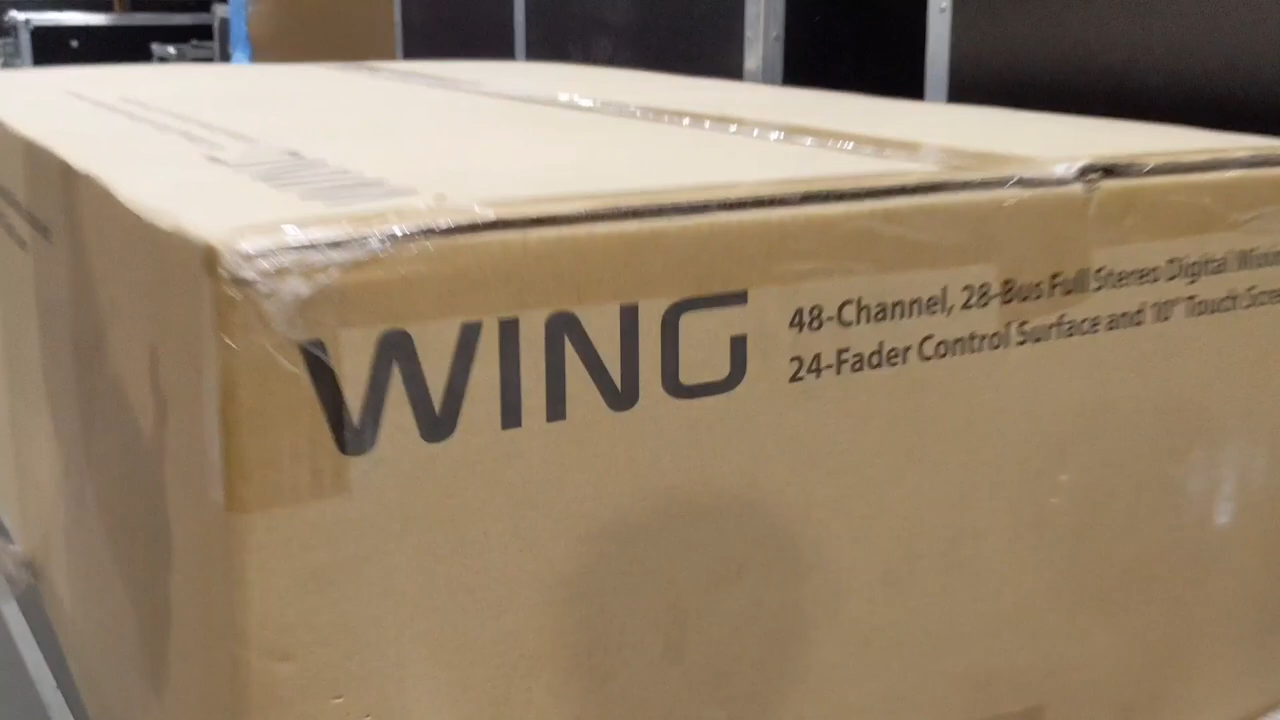 WING
48-Channel, 28-Bus Full Stereo Digital
24-Fader Control Surface and 10" Touch